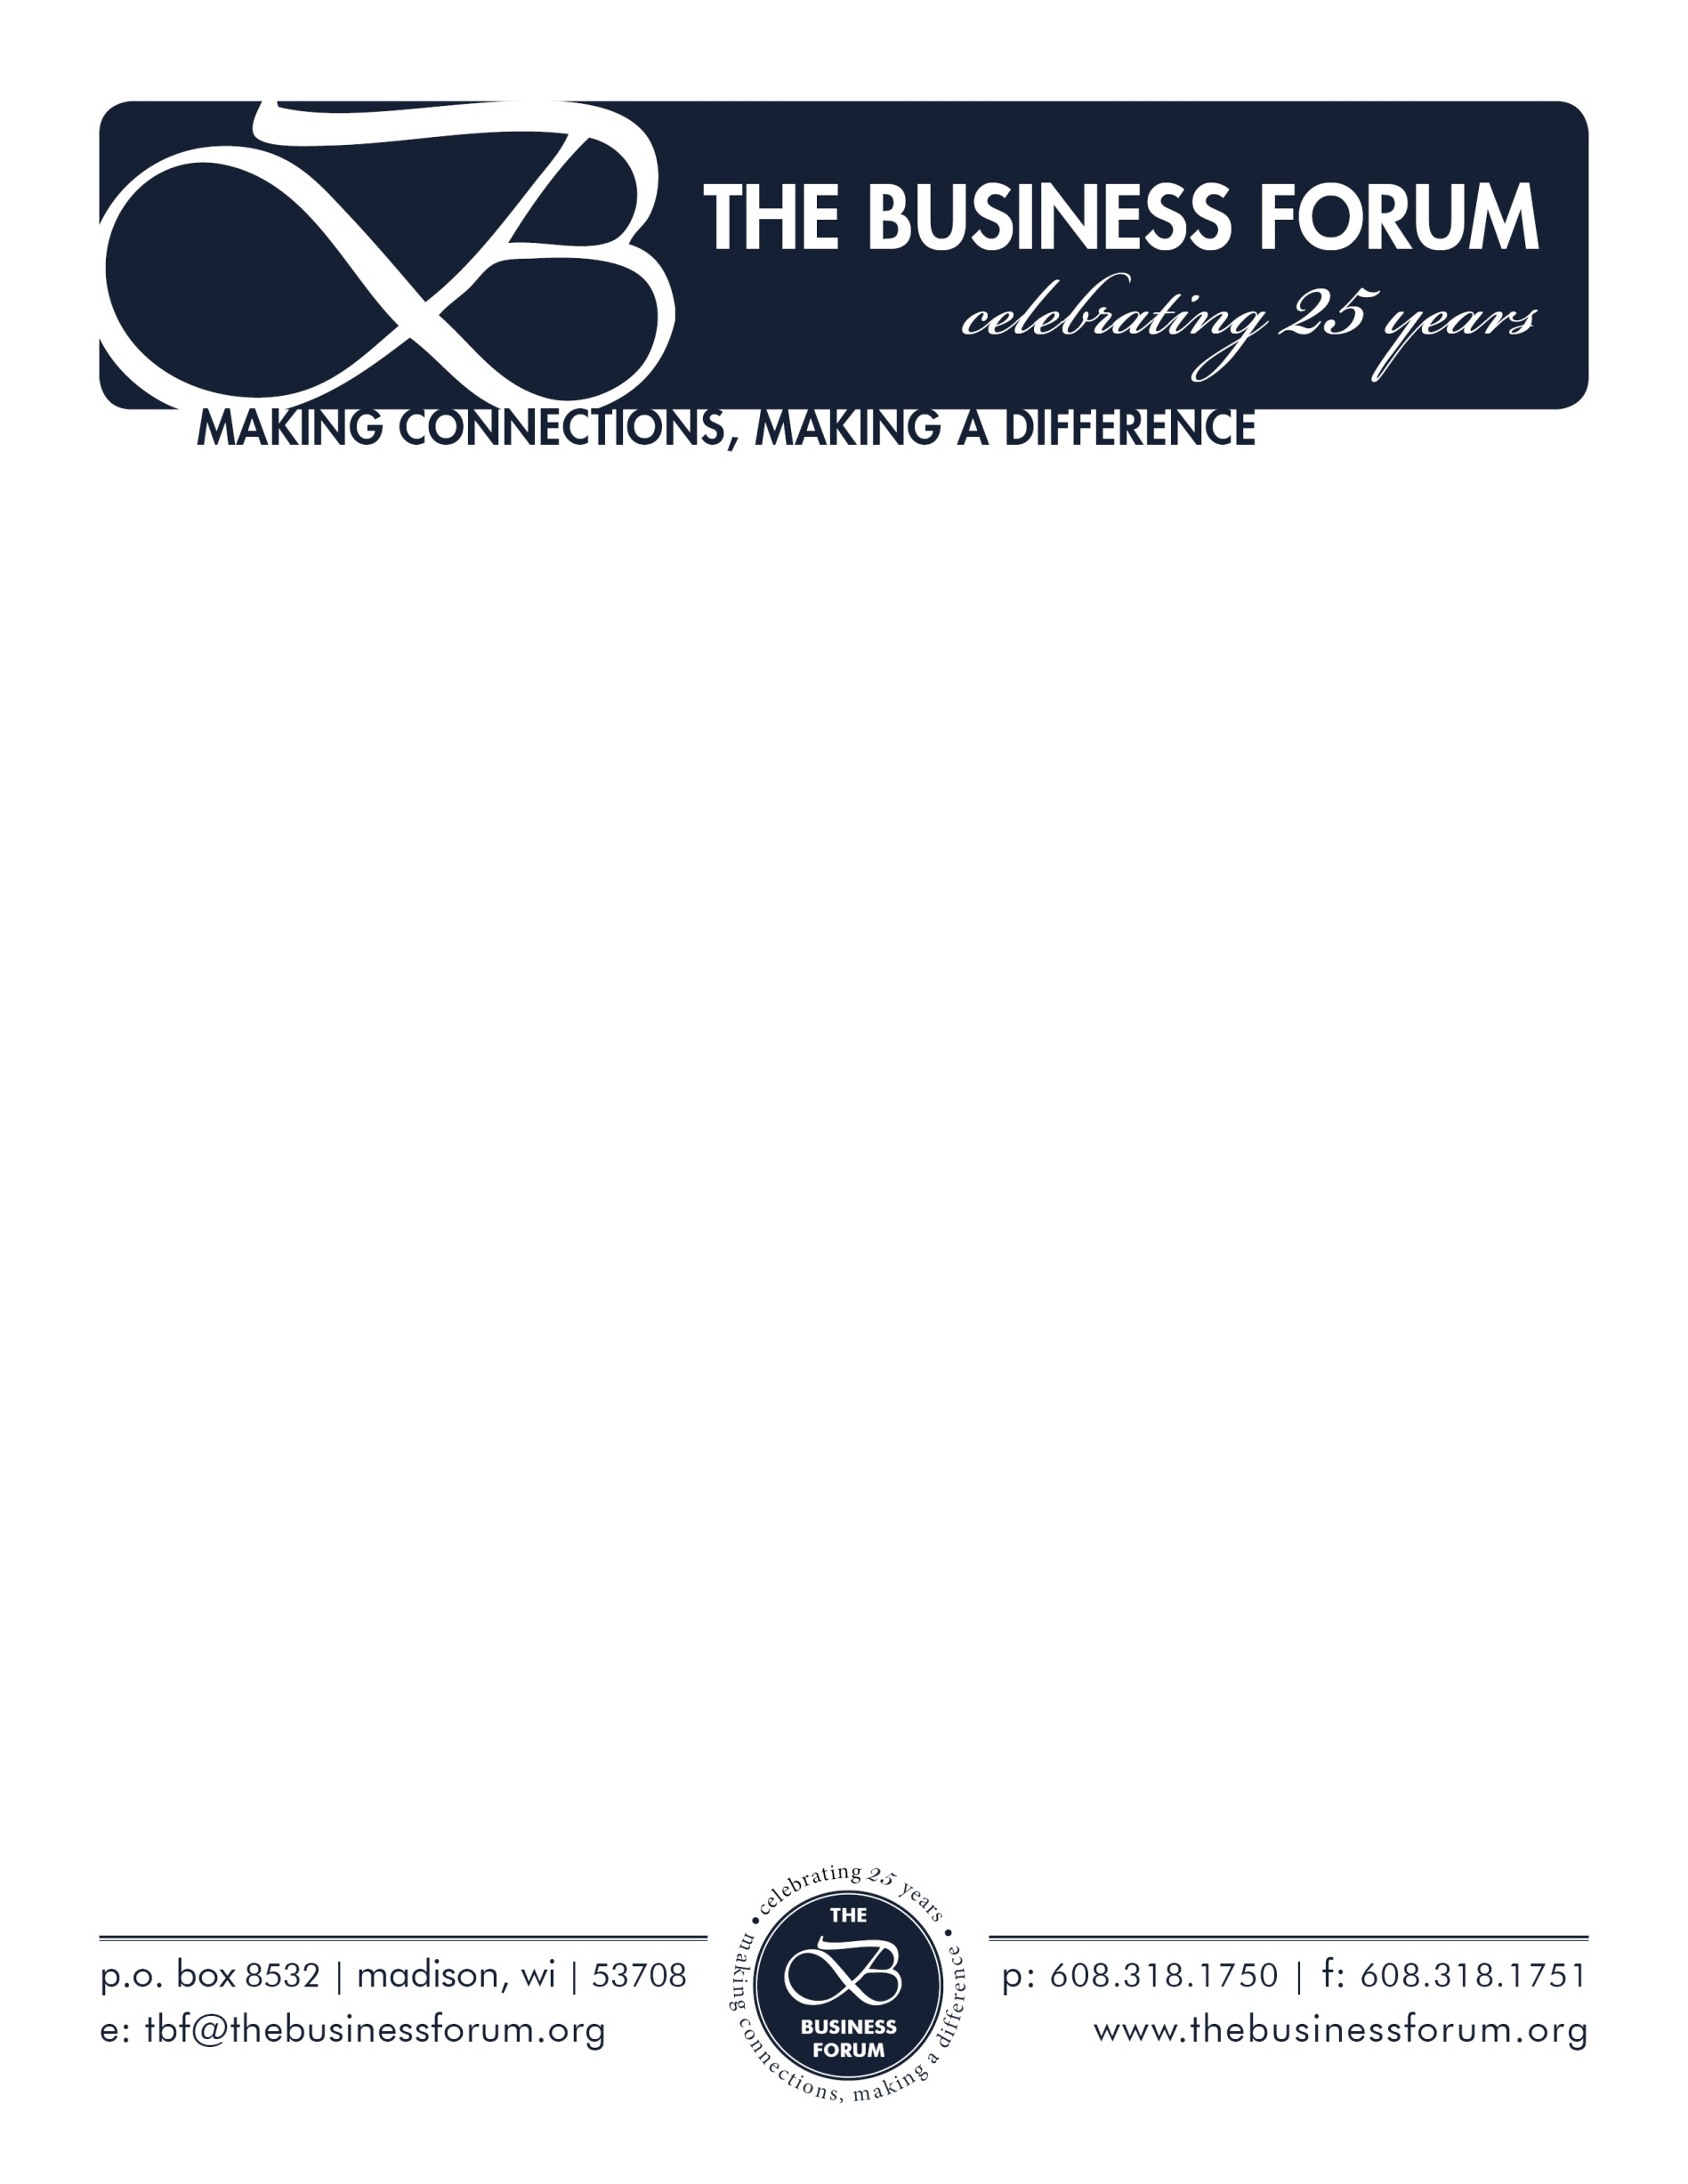 THE BUSINESS FORUM
celebrating 25 years
MAKING CONNECTIONS, MAKING A DIFFERENCE
p.o. box 8532 | madison, wi | 53708
e: tbf@thebusinessforum.org
• celebrating 25 years •
making connections, making a difference
THE
B
BUSINESS
FORUM
p: 608.318.1750 | f: 608.318.1751
www.thebusinessforum.org